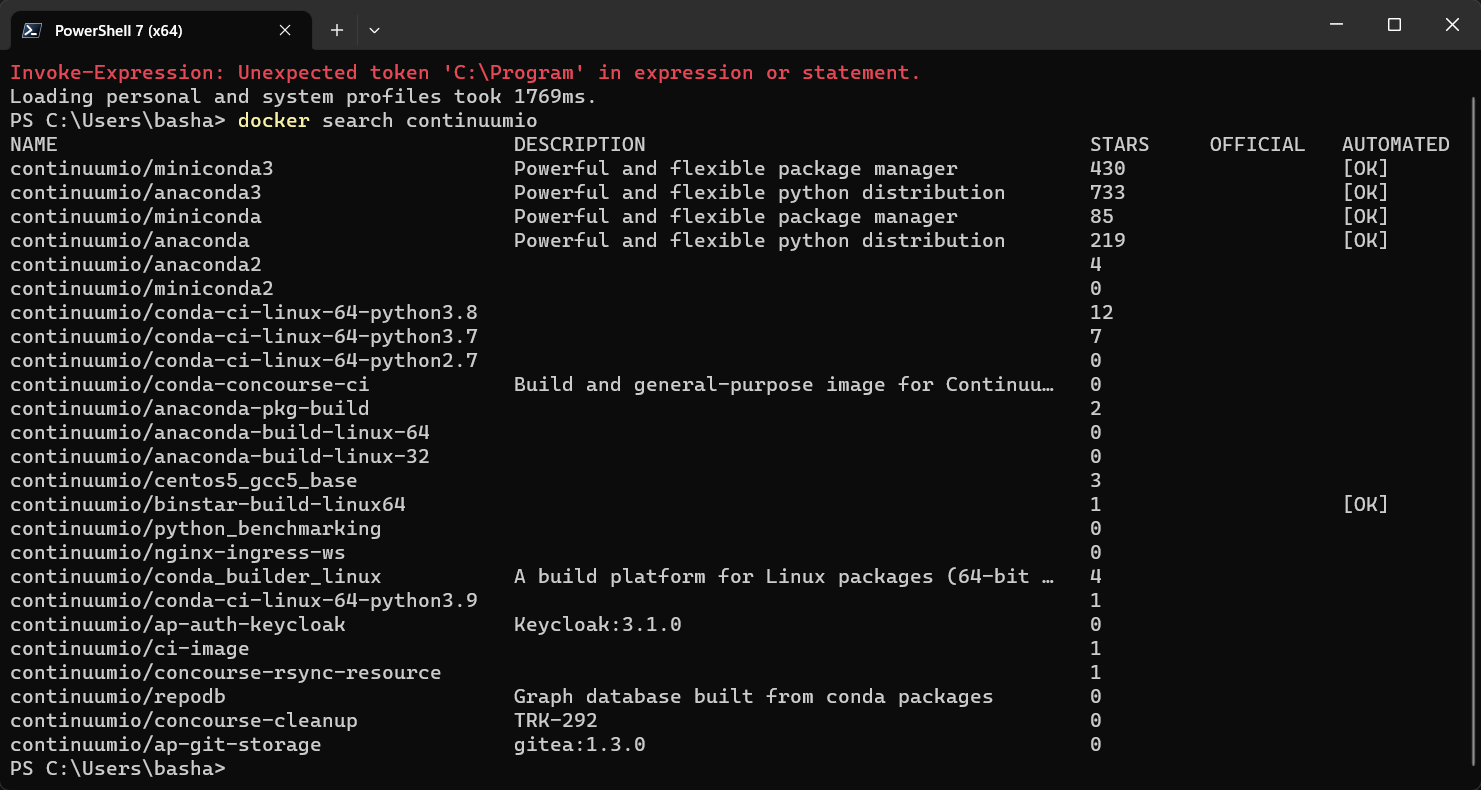 PowerShell 7 (x64)
Invoke-Expression: Unexpected token 'C:\Program' in expression or statement.
Loading personal and system profiles took 1769ms.
PS C:\Users\basha> docker search continuumio
NAME DESCRIPTION STARS OFFICIAL AUTOMATED
continuumio/miniconda3 Powerful and flexible package manager 430 [OK]
continuumio/anaconda3 Powerful and flexible python distribution 733 [OK]
continuumio/miniconda Powerful and flexible package manager 85 [OK]
continuumio/anaconda Powerful and flexible python distribution 219 [OK]
continuumio/anaconda2 4
continuumio/miniconda2 0
continuumio/conda-ci-linux-64-python3.8 12
continuumio/conda-ci-linux-64-python3.7 7
continuumio/conda-ci-linux-64-python2.7 0
continuumio/conda-concourse-ci Build and general-purpose image for Continuu… 0
continuumio/anaconda-pkg-build 2
continuumio/anaconda-build-linux-64 0
continuumio/anaconda-build-linux-32 0
continuumio/centos5_gcc5_base 3
continuumio/binstar-build-linux64 1 [OK]
continuumio/python_benchmarking 0
continuumio/nginx-ingress-ws 0
continuumio/conda_builder_linux A build platform for Linux packages (64-bit … 4
continuumio/conda-ci-linux-64-python3.9 1
continuumio/ap-auth-keycloak Keycloak:3.1.0 0
continuumio/ci-image 1
continuumio/concourse-rsync-resource 1
continuumio/repodb Graph database built from conda packages 0
continuumio/concourse-cleanup TRK-292 0
continuumio/ap-git-storage gitea:1.3.0 0
PS C:\Users\basha>